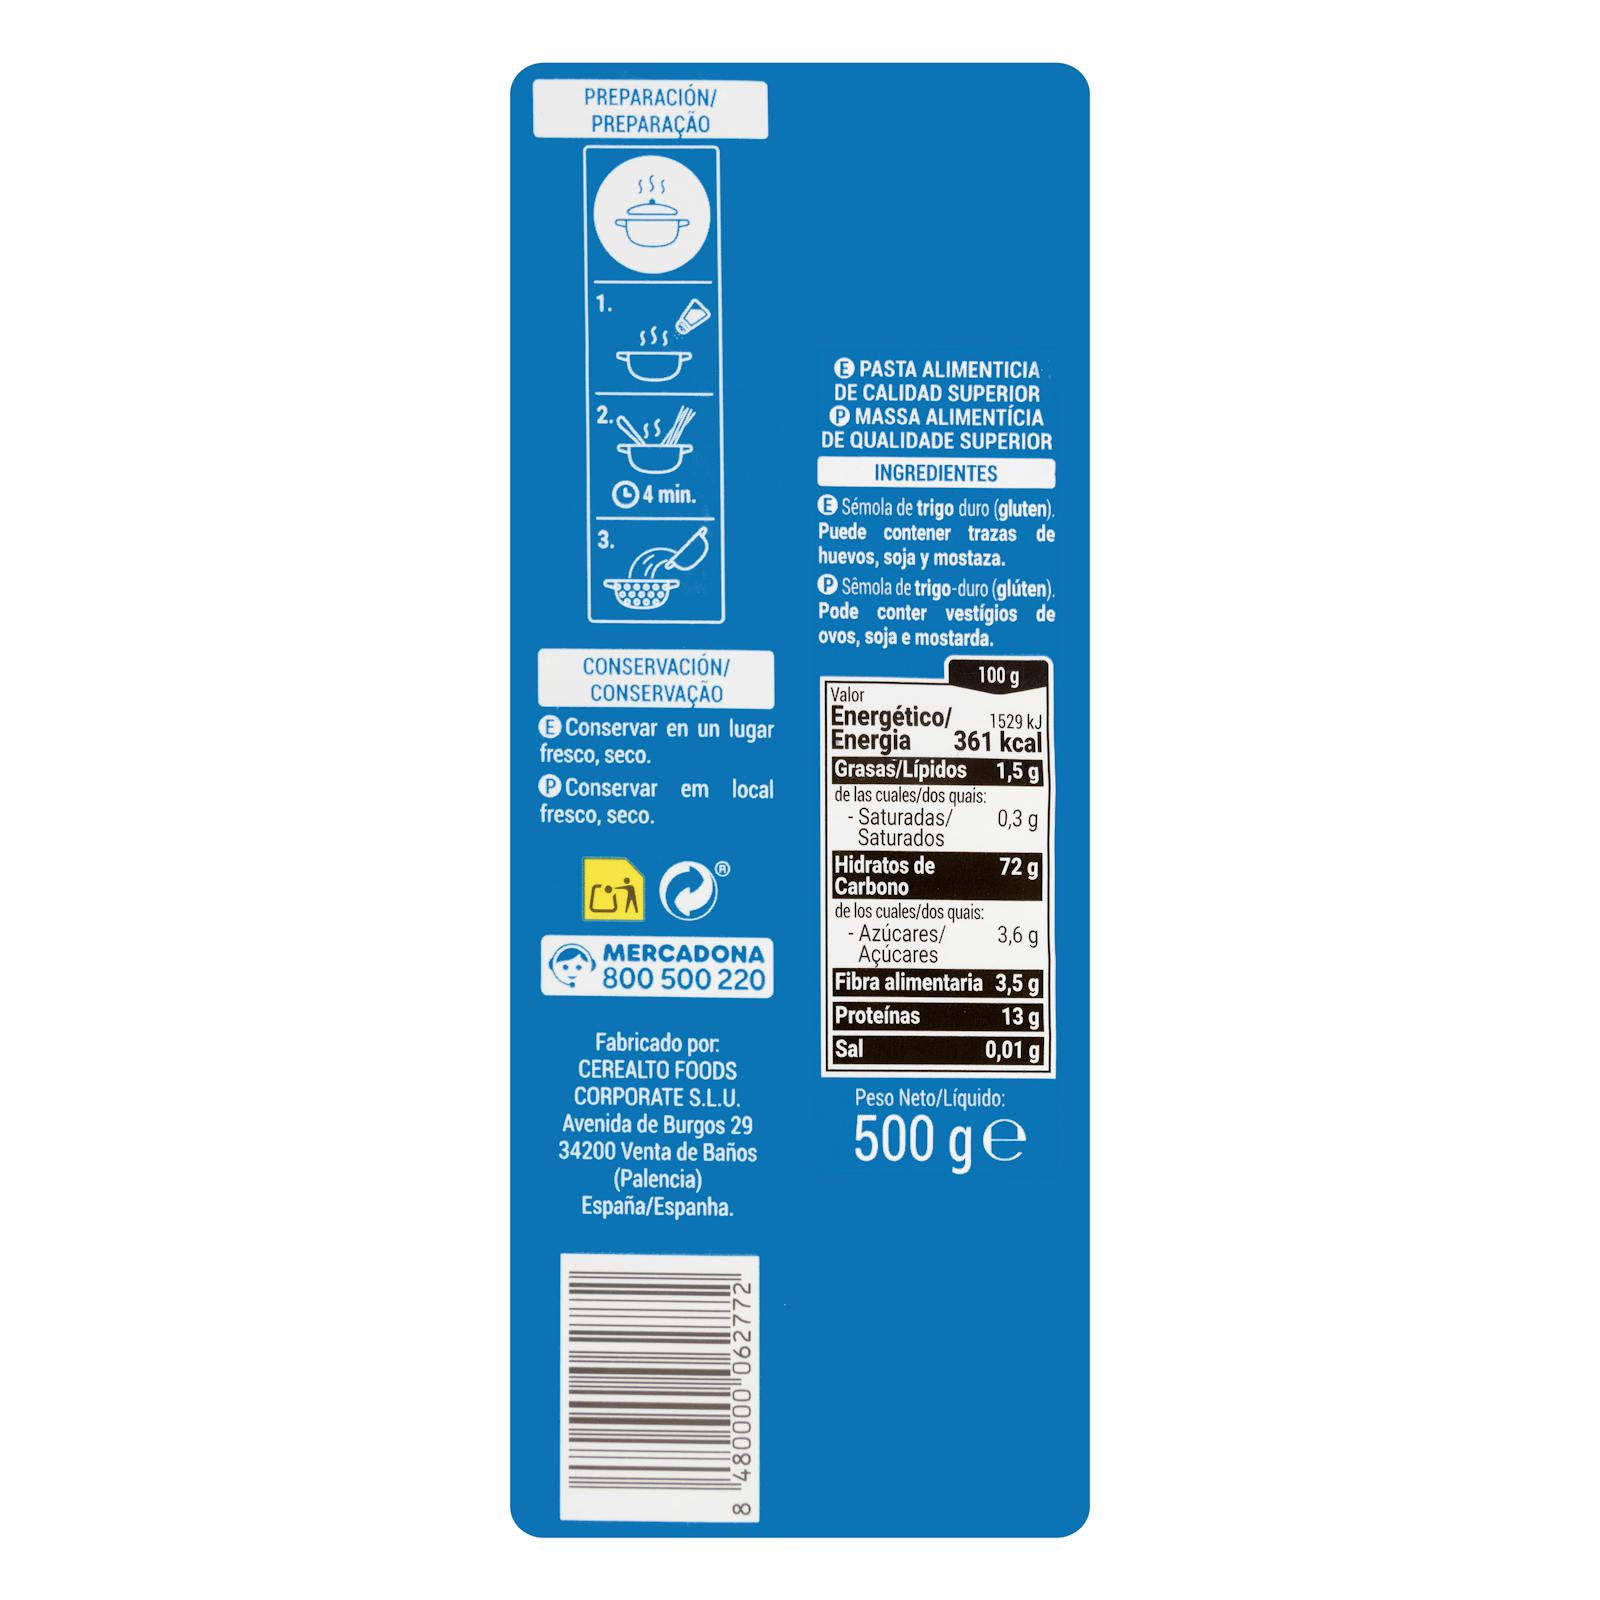 PREPARACIÓN/
PREPARAÇÃO
1.
2.
4 min.
3.
CONSERVACIÓN/
CONSERVAÇÃO
E Conservar en un lugar
fresco, seco.
P Conservar em local
fresco, seco.
®
MERCADONA
800 500 220
Fabricado por:
CEREALTO FOODS
CORPORATE S.L.U.
Avenida de Burgos 29
34200 Venta de Baños
(Palencia)
España/Espanha.
8 480000 062772
E PASTA ALIMENTICIA
DE CALIDAD SUPERIOR
P MASSA ALIMENTÍCIA
DE QUALIDADE SUPERIOR
INGREDIENTES
E Sémola de trigo duro (gluten).
Puede contener trazas de
huevos, soja y mostaza.
P Sêmola de trigo-duro (glúten).
Pode conter vestígios de
ovos, soja e mostarda.
100 g
Valor
Energético/ 1529 kJ
Energia 361 kcal
Grasas/Lípidos 1,5 g
de las cuales/dos quais:
- Saturadas/ 0,3 g
Saturados
Hidratos de 72 g
Carbono
de los cuales/dos quais:
- Azúcares/ 3,6 g
Açúcares
Fibra alimentaria 3,5 g
Proteínas 13 g
Sal 0,01 g
Peso Neto/Líquido:
500 g e